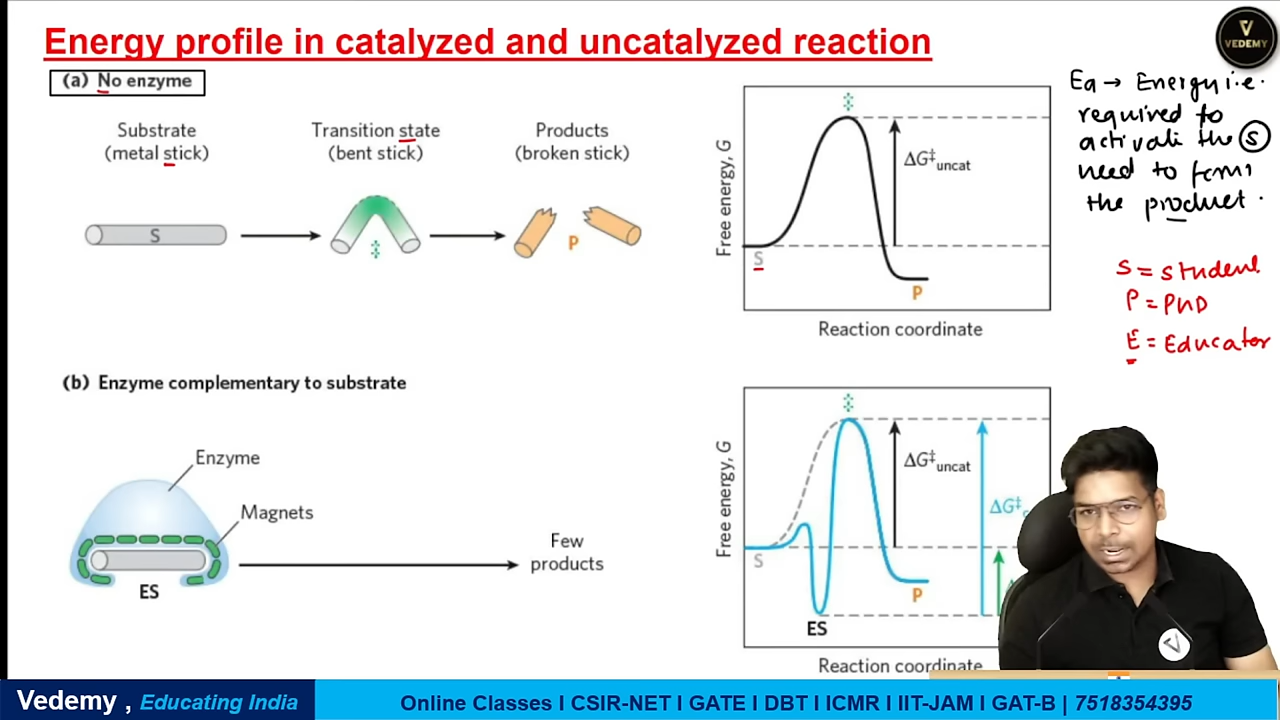 Energy profile in catalyzed and uncatalyzed reaction
V
VEDEMY
(a) No enzyme
Substrate
(metal stick)
Transition state
(bent stick)
Products
(broken stick)
S
‡
P
Free energy, G
‡
ΔG‡uncat
S
P
Reaction coordinate
Ea → Energy i.e.
required to
activate the S
need to form
the product.
S = Student
P = PhD
E = Educator
(b) Enzyme complementary to substrate
Enzyme
Magnets
ES
Few
products
Free energy, G
‡
ΔG‡uncat
ΔG‡
S
P
ES
Reaction coordinate
V
Vedemy , Educating India
Online Classes I CSIR-NET I GATE I DBT I ICMR I IIT-JAM I GAT-B | 7518354395